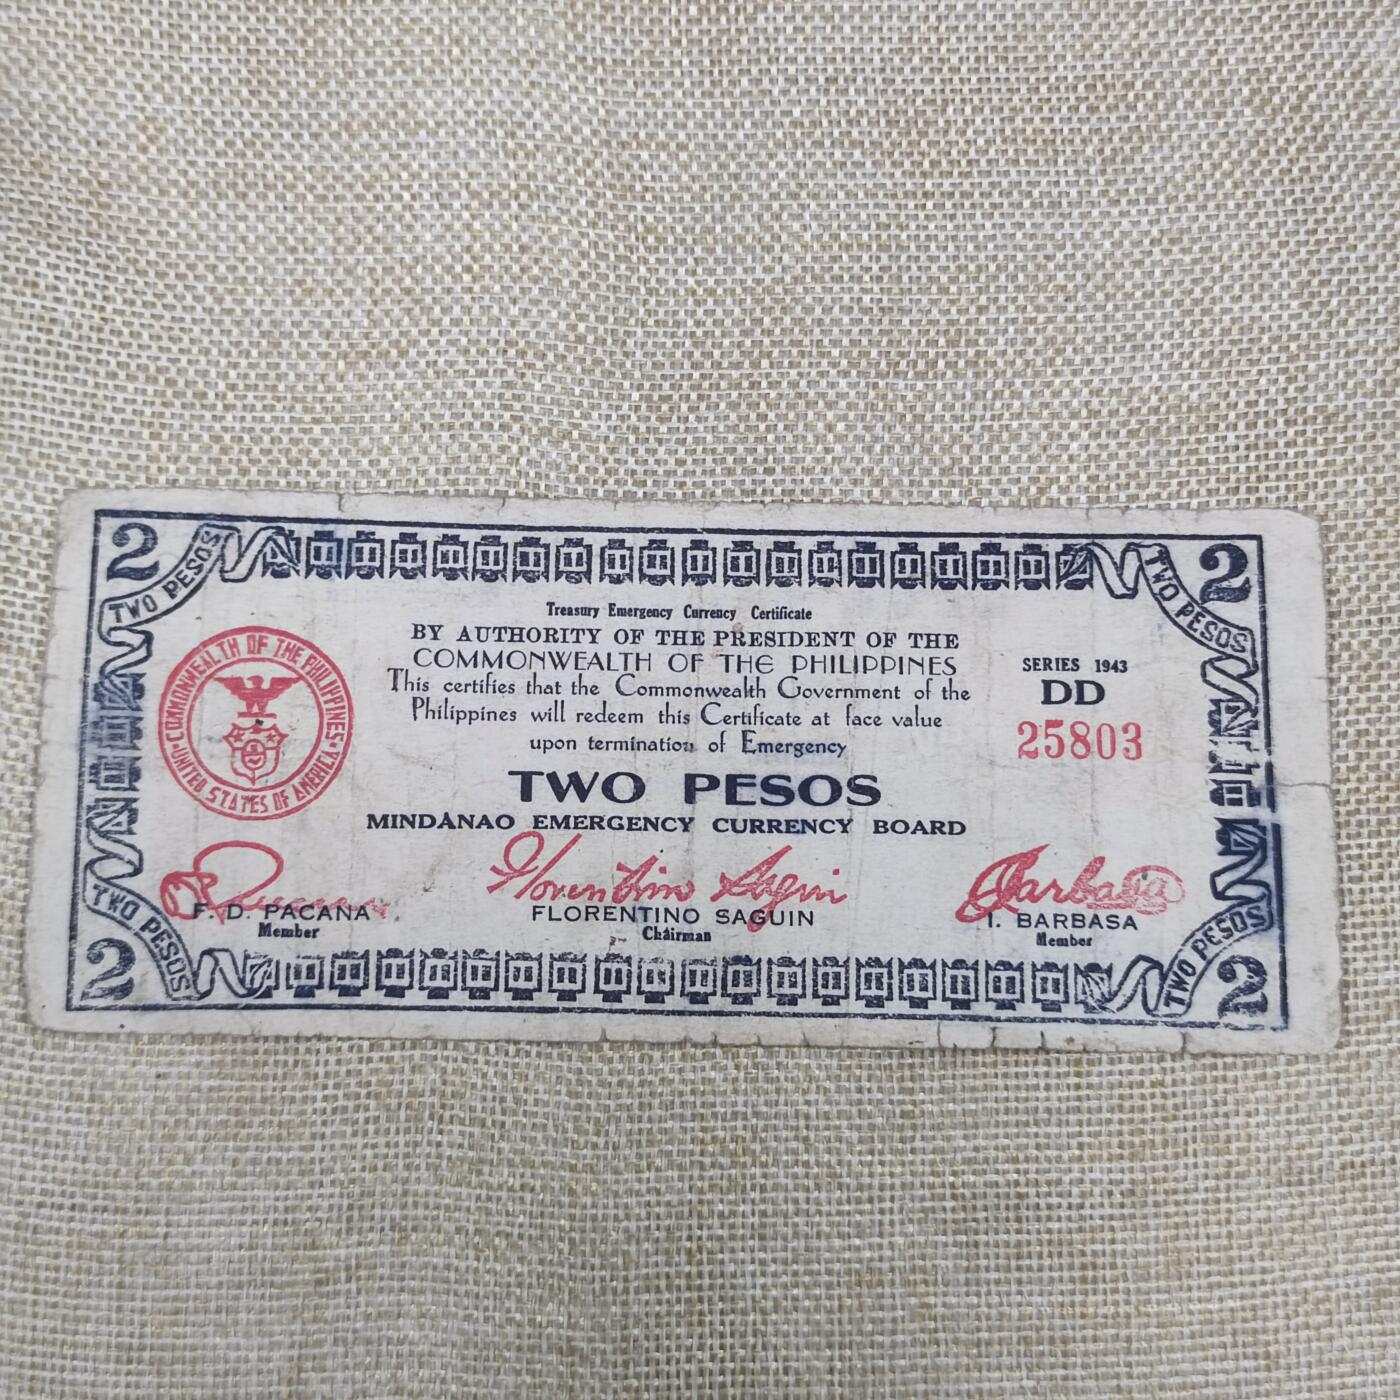 2
TWO PESOS
2
TWO PESOS
Treasury Emergency Currency Certificate
BY AUTHORITY OF THE PRESIDENT OF THE
COMMONWEALTH OF THE PHILIPPINES
This certifies that the Commonwealth Government of the
Philippines will redeem this Certificate at face value
upon termination of Emergency
SERIES 1943
DD
25803
COMMONWEALTH OF THE PHILIPPINES
UNITED STATES OF AMERICA
TWO PESOS
MINDANAO EMERGENCY CURRENCY BOARD
Florentino Saguin
Barbasa
F. D. PACANA
Member
FLORENTINO SAGUIN
Chairman
I. BARBASA
Member
TWO PESOS
2
TWO PESOS
2